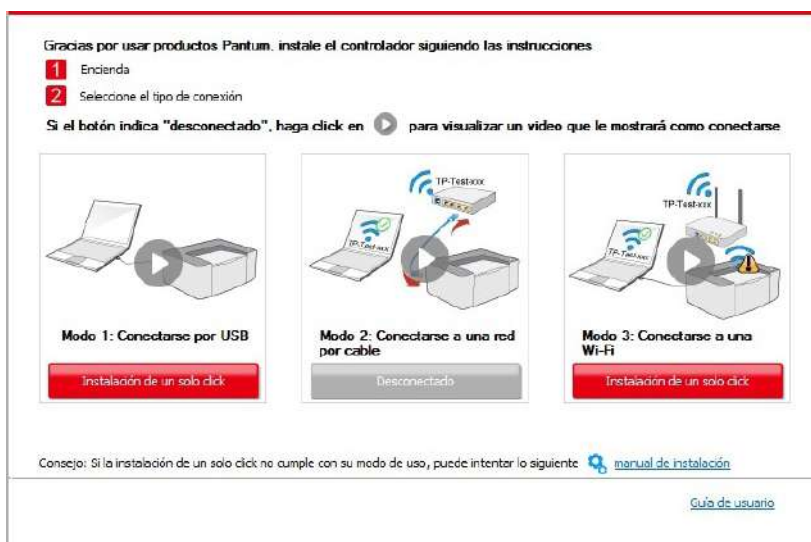 Gracias por usar productos Pantum, instale el controlador siguiendo las instrucciones
1 Encienda
2 Seleccione el tipo de conexión
Si el botón indica "desconectado", haga click en para visualizar un video que le mostrará como conectarse
TP-Test-xxx
TP-Test-xxx
TP-Test-xxx
TP-Test-xxx
Modo 1: Conectarse por USB
Modo 2: Conectarse a una red
por cable
Modo 3: Conectarse a una
Wi-Fi
Instalación de un solo click
Desconectado
Instalación de un solo click
Consejo: Si la instalación de un solo click no cumple con su modo de uso, puede intentar lo siguiente manual de instalación
Guía de usuario